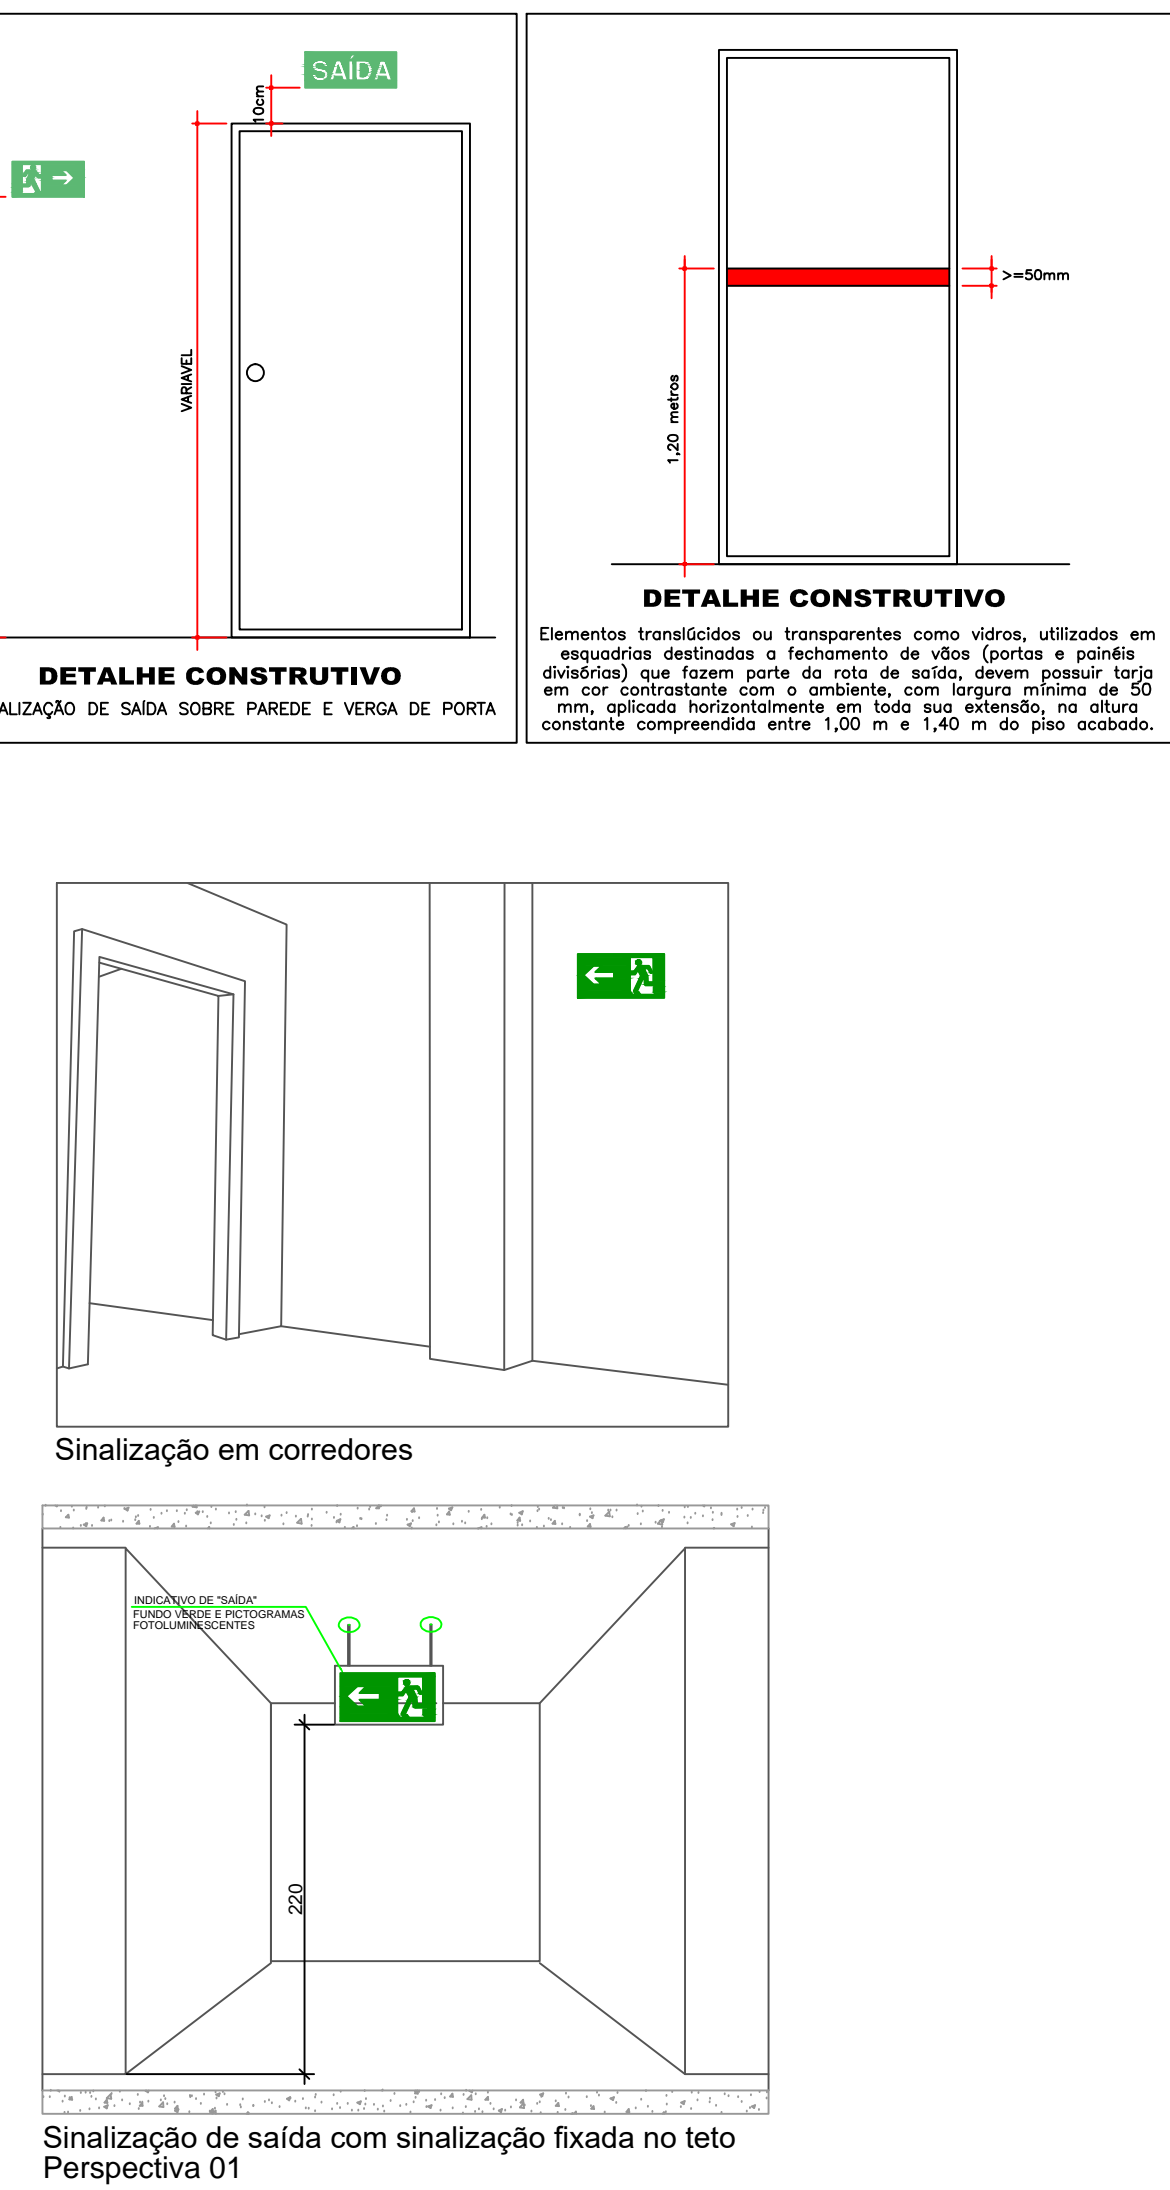 SAÍDA
10cm
VARIAVEL
DETALHE CONSTRUTIVO
ALIZAÇÃO DE SAÍDA SOBRE PAREDE E VERGA DE PORTA
>=50mm
1,20 metros
DETALHE CONSTRUTIVO
Elementos translúcidos ou transparentes como vidros, utilizados em
esquadrias destinadas a fechamento de vãos (portas e painéis
divisórias) que fazem parte da rota de saída, devem possuir tarja
em cor contrastante com o ambiente, com largura mínima de 50
mm, aplicada horizontalmente em toda sua extensão, na altura
constante compreendida entre 1,00 m e 1,40 m do piso acabado.
Sinalização em corredores
INDICATIVO DE "SAÍDA"
FUNDO VERDE E PICTOGRAMAS
FOTOLUMINESCENTES
220
Sinalização de saída com sinalização fixada no teto
Perspectiva 01